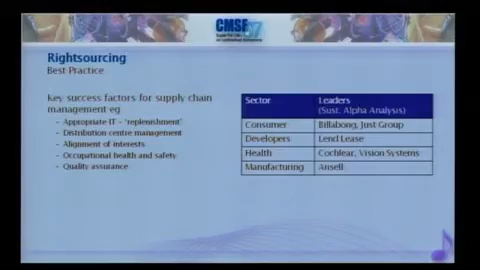 CMSF 07
Rightsourcing
Best Practice
Key success factors for supply chain
management eg
- Appropriate IT - 'replenishment'
- Distribution centre management
- Alignment of interests
- Occupational health and safety
- Quality assurance
Sector Leaders
(Sust. Alpha Analysis)
Consumer Billabong, Just Group
Developers Lend Lease
Health Cochlear, Vision Systems
Manufacturing Ansell